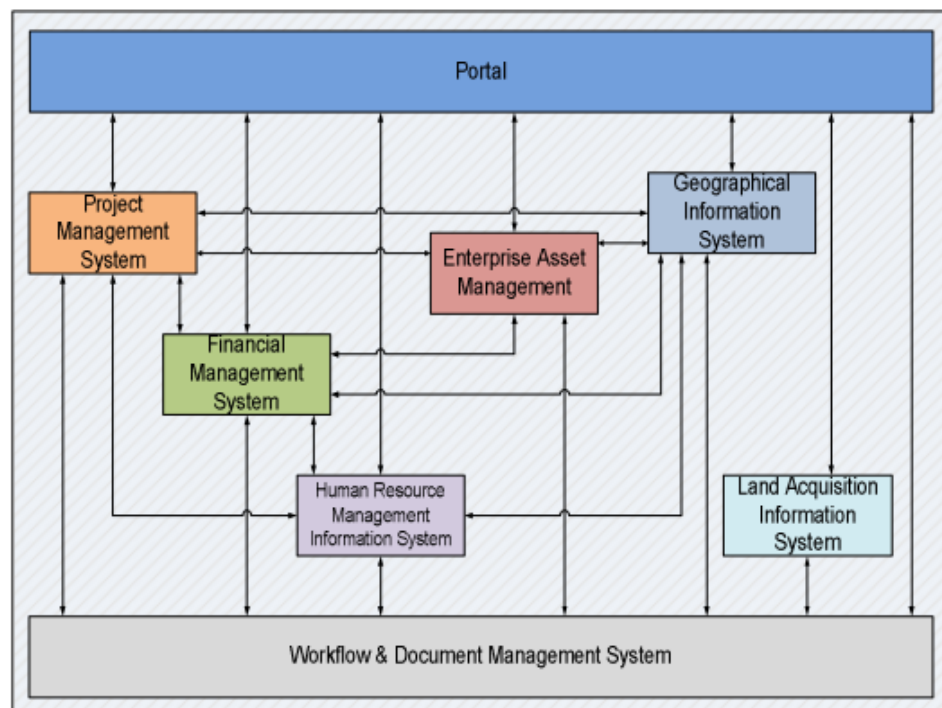 Portal
Project
Management
System
Geographical
Information
System
Enterprise Asset
Management
Financial
Management
System
Human Resource
Management
Information System
Land Acquisition
Information
System
Workflow & Document Management System